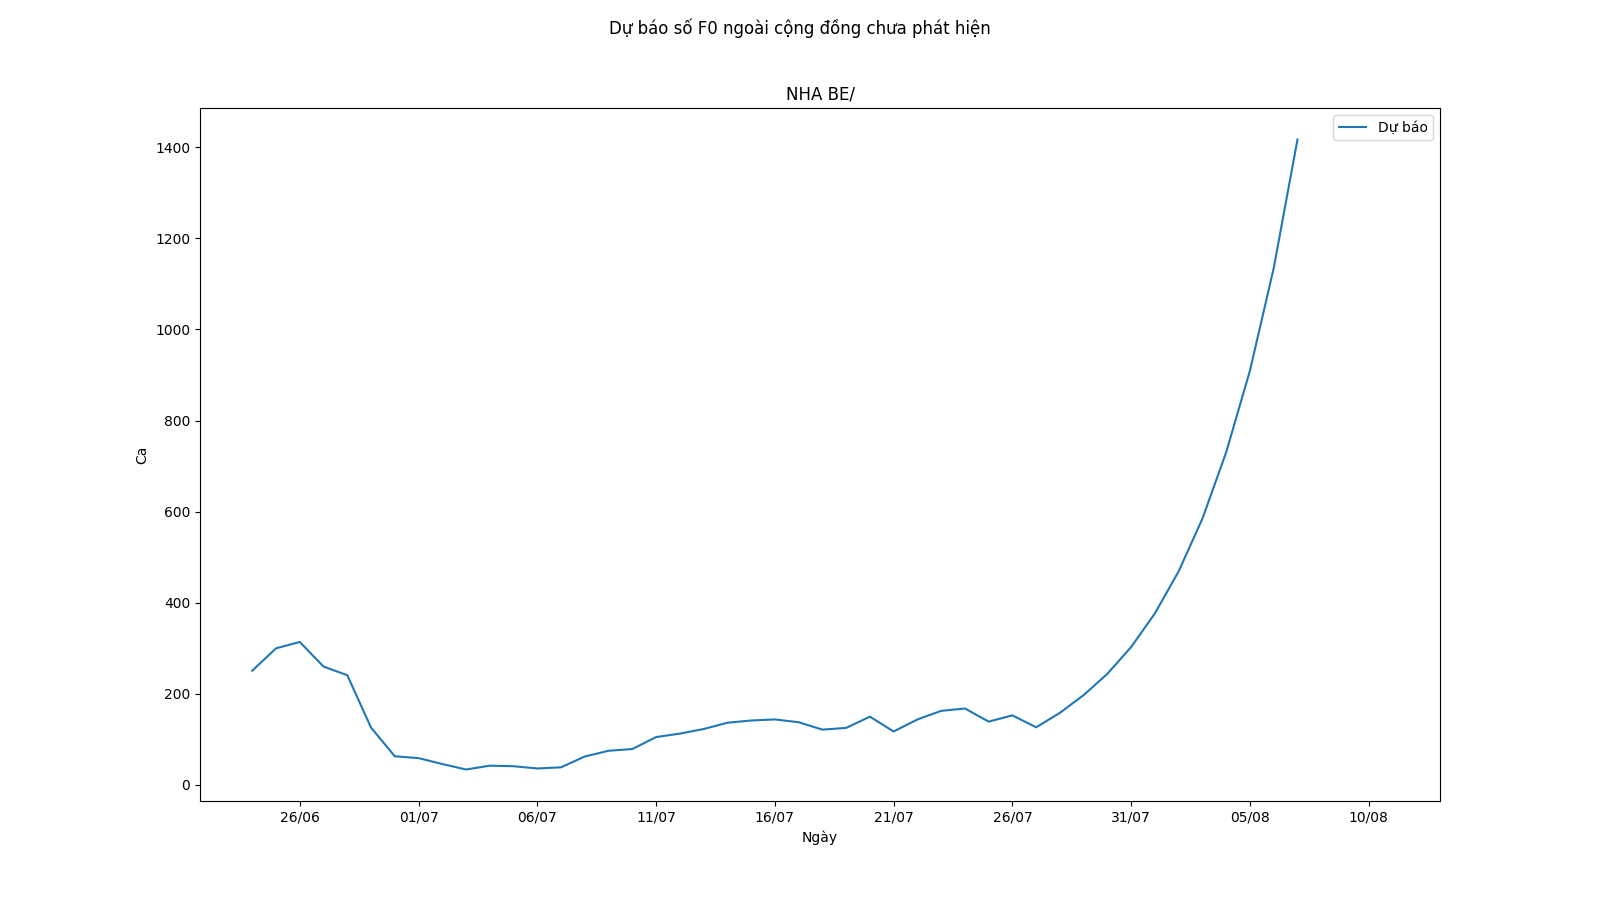 Dự báo số F0 ngoài cộng đồng chưa phát hiện
NHA BE/
Dự báo
1400
1200
1000
800
600
400
200
0
Ca
26/06 01/07 06/07 11/07 16/07 21/07 26/07 31/07 05/08 10/08
Ngày